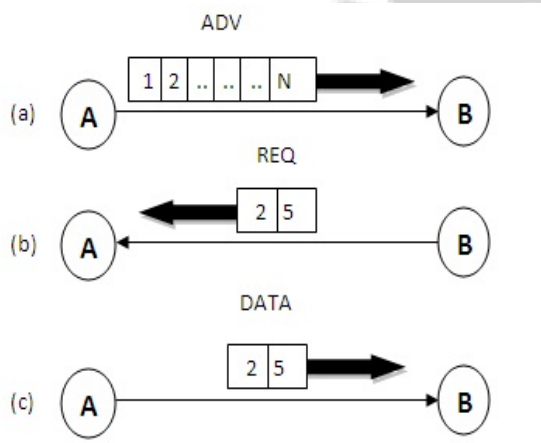 ADV
1 2 .. .. .. N
(a) A B
REQ
2 5
(b) A B
DATA
2 5
(c) A B